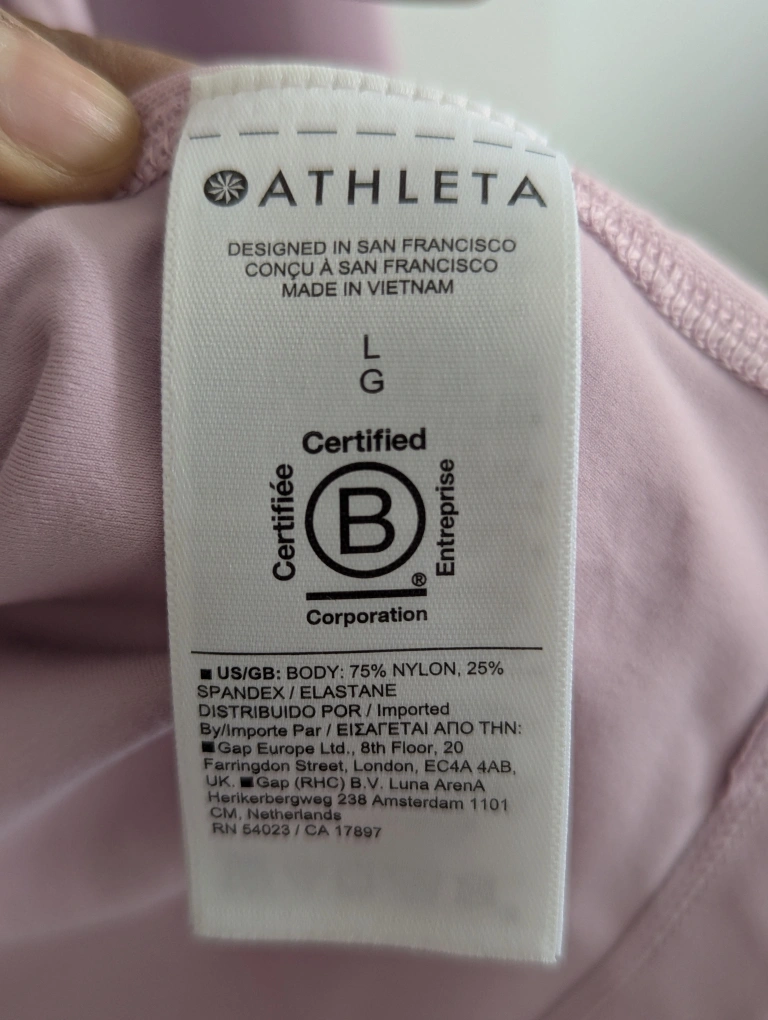 ATHLETA
DESIGNED IN SAN FRANCISCO
CONÇU À SAN FRANCISCO
MADE IN VIETNAM
L
G
Certified
Certifiée
B
Entreprise
®
Corporation
■ US/GB: BODY: 75% NYLON, 25%
SPANDEX / ELASTANE
DISTRIBUIDO POR / Imported
By/Importe Par / ΕΙΣΑΓΕΤΑΙ ΑΠΟ ΤΗΝ:
■ Gap Europe Ltd., 8th Floor, 20
Farringdon Street, London, EC4A 4AB,
UK. ■ Gap (RHC) B.V. Luna ArenA
Herikerbergweg 238 Amsterdam 1101
CM, Netherlands
RN 54023 / CA 17897